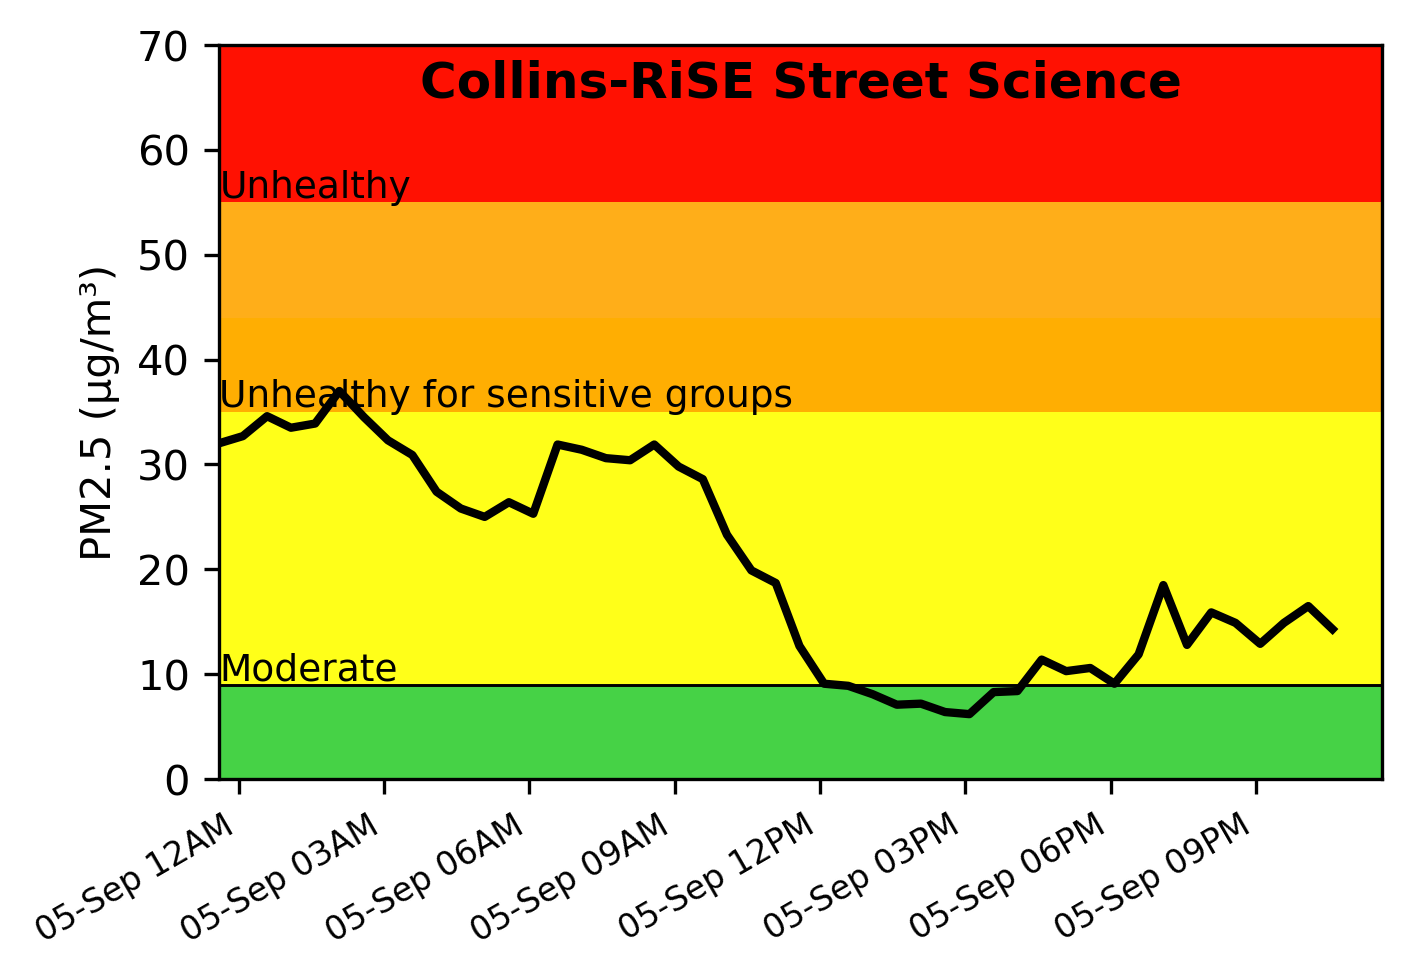 Collins-RiSE Street Science
70
60
50
40
30
20
10
0
PM2.5 (µg/m³)
Unhealthy
Unhealthy for sensitive groups
Moderate
05-Sep 12AM
05-Sep 03AM
05-Sep 06AM
05-Sep 09AM
05-Sep 12PM
05-Sep 03PM
05-Sep 06PM
05-Sep 09PM